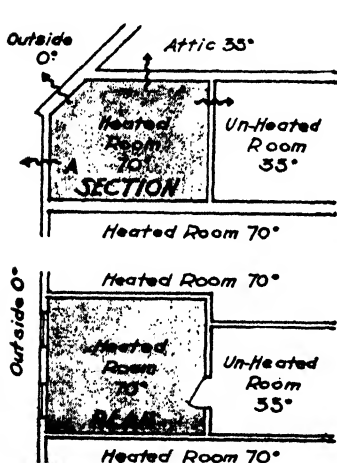 Outside
0°
Attic 35°
Heated
Room
70°
A
SECTION
Un-Heated
Room
35°
Heated Room 70°
Heated Room 70°
Outside 0°
Heated
Room
70°
Un-Heated
Room
35°
Heated Room 70°